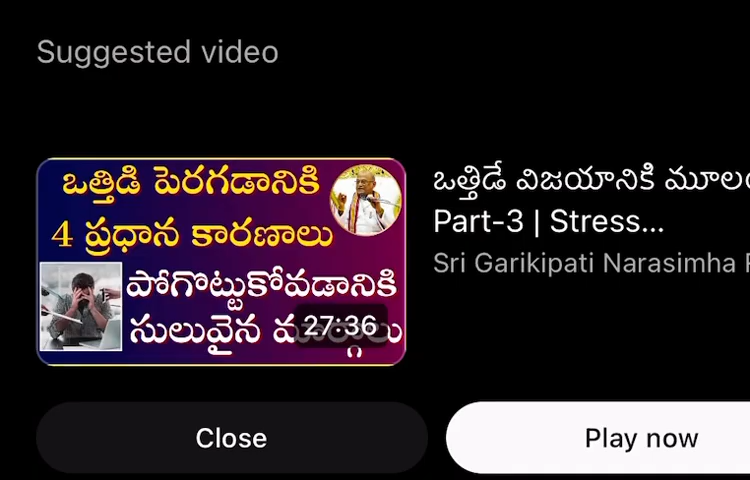 Suggested video
ఒత్తిడి పెరగడానికి
4 ప్రధాన కారణాలు
పోగొట్టుకోవడానికి
సులువైన
27:36
ఒత్తిడే విజయానికి
Part-3 | Stress...
Sri Garikipati Narasimha
Close
Play now